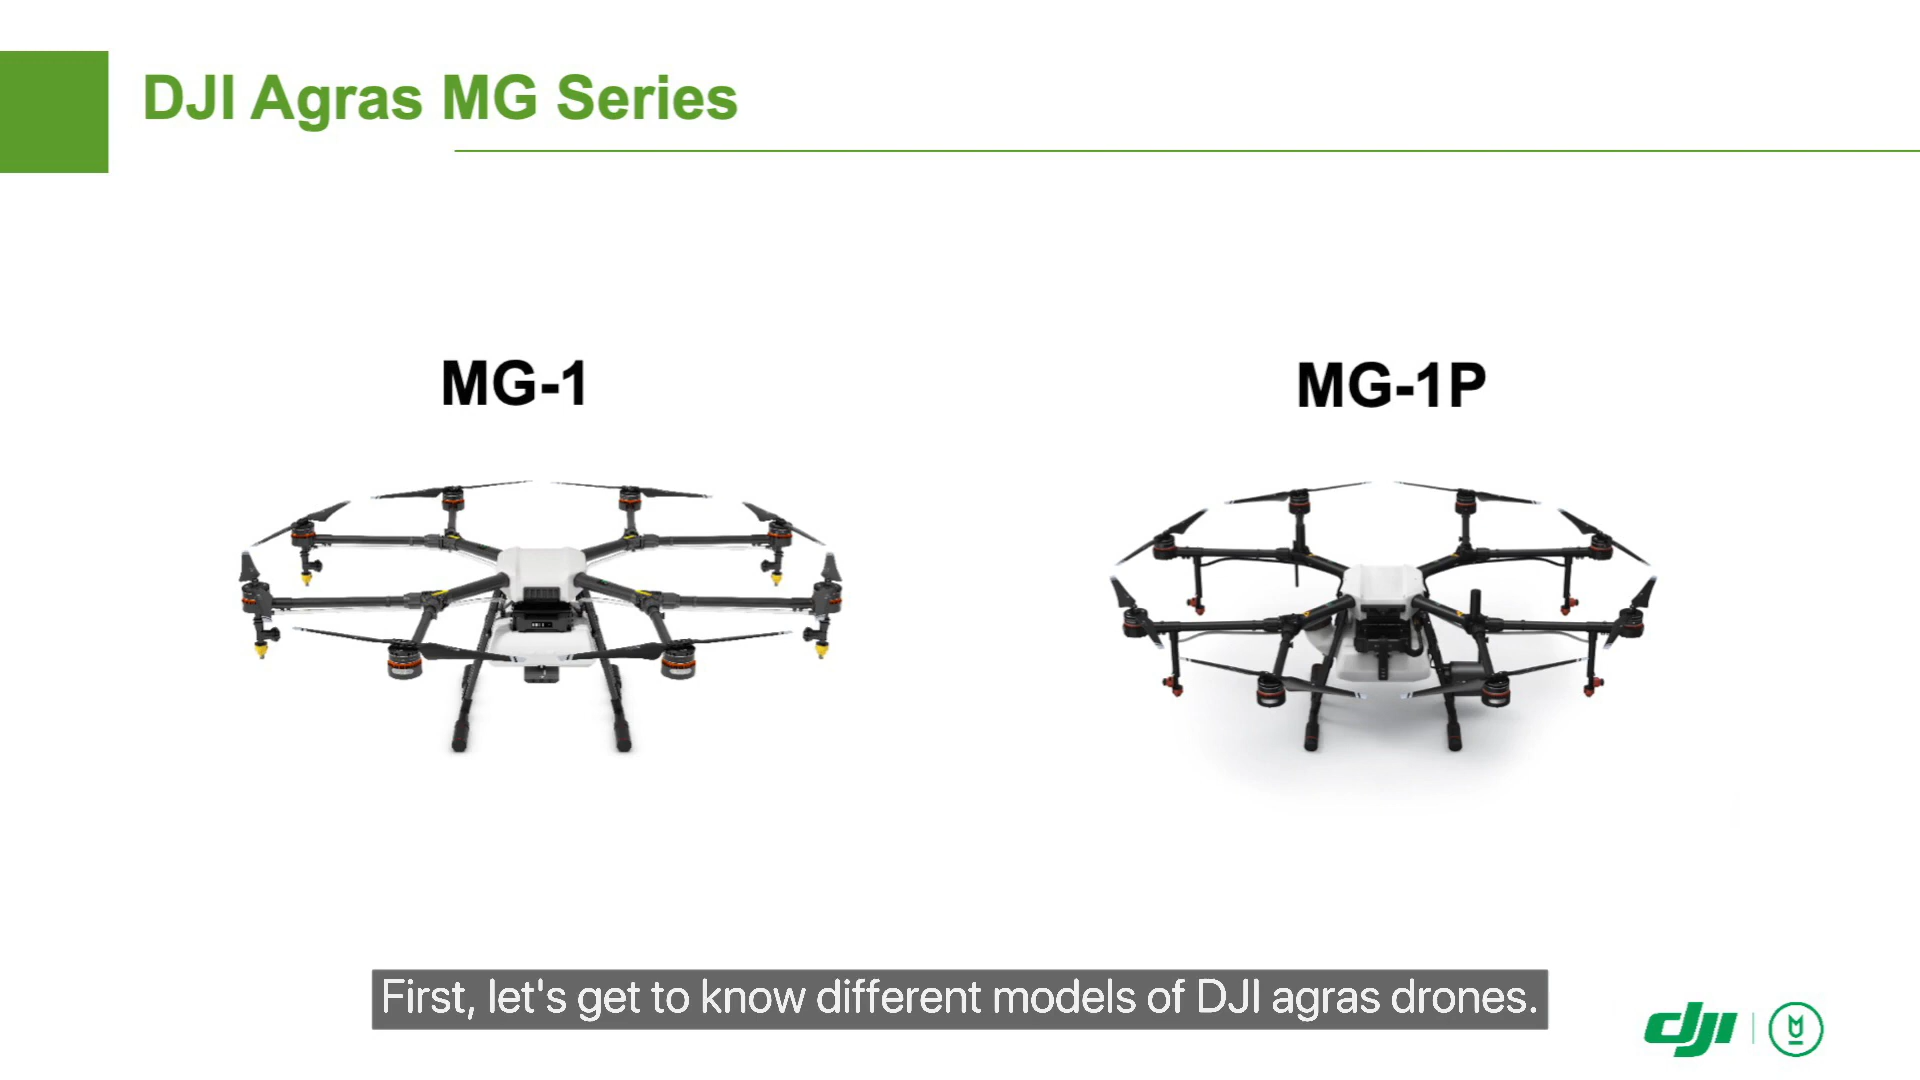 DJI Agras MG Series
MG-1
MG-1P
First, let's get to know different models of DJI agras drones.
dji